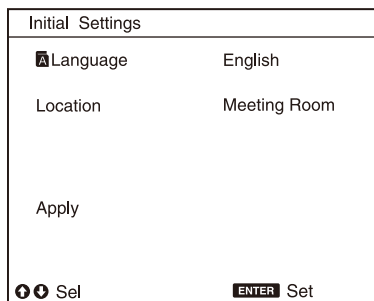 Initial Settings
A Language English
Location Meeting Room
Apply
Sel ENTER Set